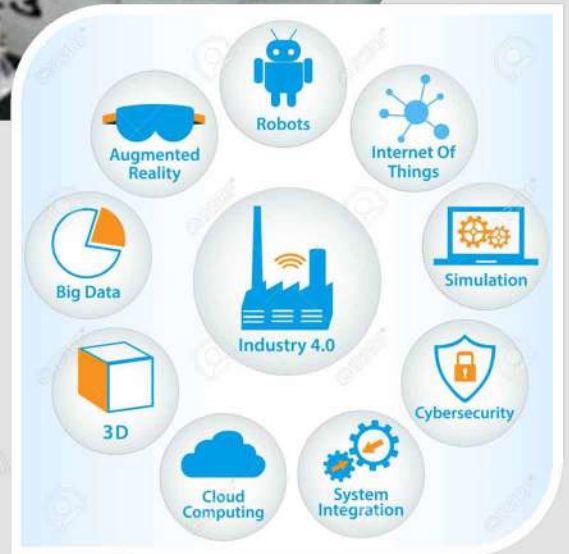 Robots
Augmented
Reality
Internet Of
Things
Big Data
Simulation
Industry 4.0
3D
Cybersecurity
Cloud
Computing
System
Integration